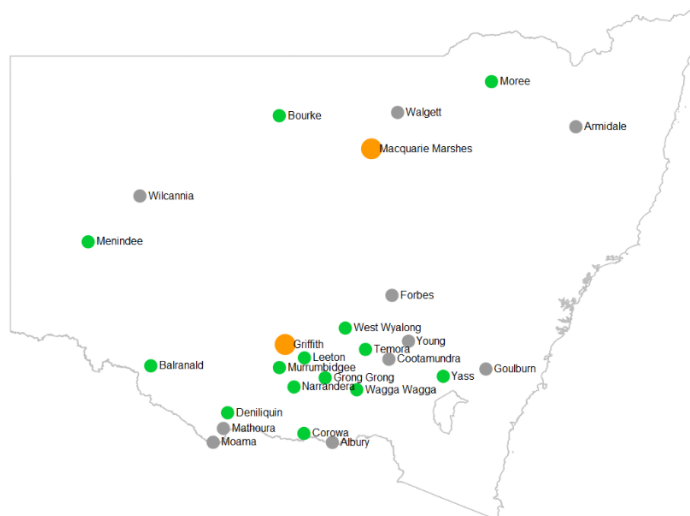 Moree
Walgett
Bourke
Armidale
Macquarie Marshes
Wilcannia
Menindee
Forbes
West Wyalong
Young
Griffith
Temora
Leeton
Cootamundra
Balranald
Murrumbidgee
Goulburn
Grong Grong
Yass
Narrandera
Wagga Wagga
Deniliquin
Mathoura
Corowa
Moama
Albury